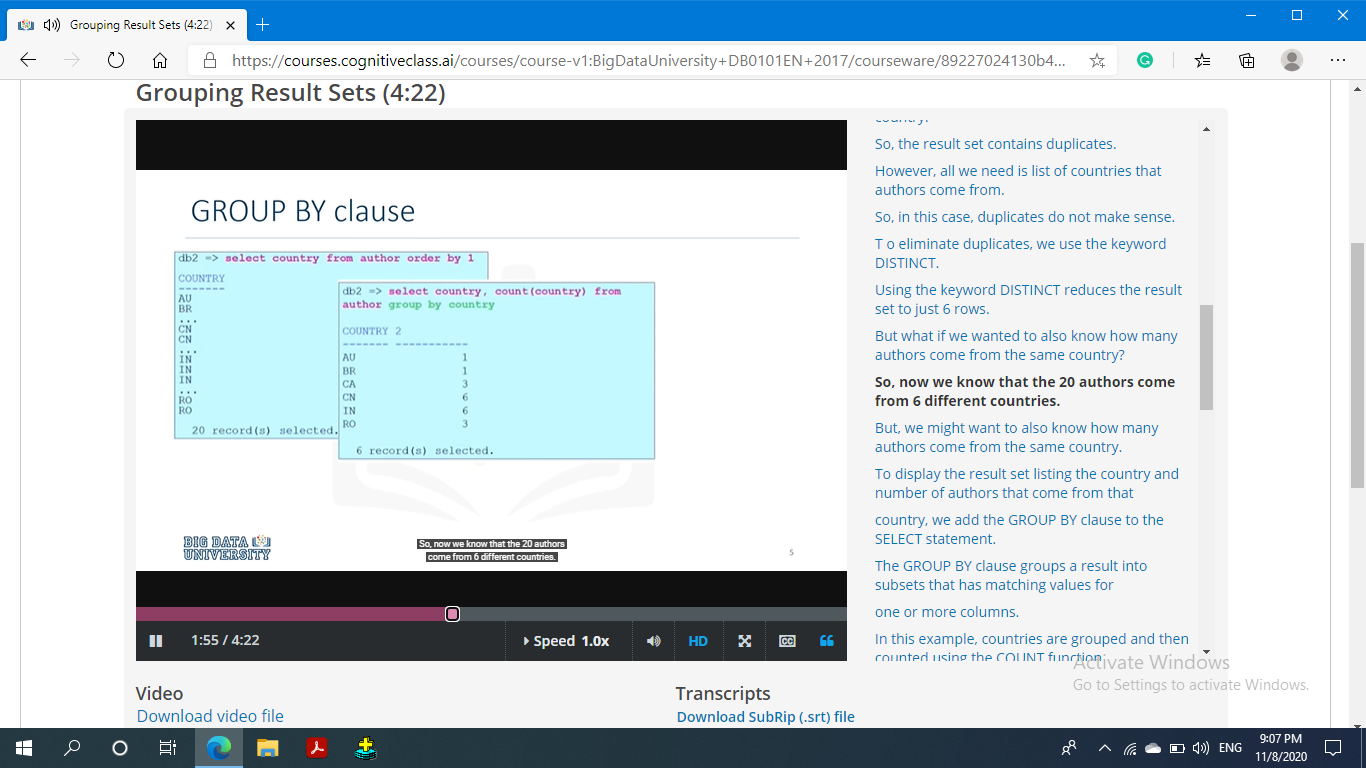 Grouping Result Sets (4:22)
https://courses.cognitiveclass.ai/courses/course-v1:BigDataUniversity+DB0101EN+2017/courseware/89227024130b4...
Grouping Result Sets (4:22)
GROUP BY clause
db2 => select country from author order by 1
COUNTRY
-------
AU
BR
...
CN
CN
...
IN
IN
IN
...
RO
RO
20 record(s) selected.
db2 => select country, count(country) from
author group by country
COUNTRY 2
------- -----------
AU 1
BR 1
CA 3
CN 6
IN 6
RO 3
6 record(s) selected.
BIG DATA
UNIVERSITY
So, now we know that the 20 authors
come from 6 different countries.
5
1:55 / 4:22
Speed 1.0x
HD
CC
country.
So, the result set contains duplicates.
However, all we need is list of countries that
authors come from.
So, in this case, duplicates do not make sense.
T o eliminate duplicates, we use the keyword
DISTINCT.
Using the keyword DISTINCT reduces the result
set to just 6 rows.
But what if we wanted to also know how many
authors come from the same country?
So, now we know that the 20 authors come
from 6 different countries.
But, we might want to also know how many
authors come from the same country.
To display the result set listing the country and
number of authors that come from that
country, we add the GROUP BY clause to the
SELECT statement.
The GROUP BY clause groups a result into
subsets that has matching values for
one or more columns.
In this example, countries are grouped and then
counted using the COUNT function.
Activate Windows
Go to Settings to activate Windows.
Video
Download video file
Transcripts
Download SubRip (.srt) file
ENG
9:07 PM
11/8/2020